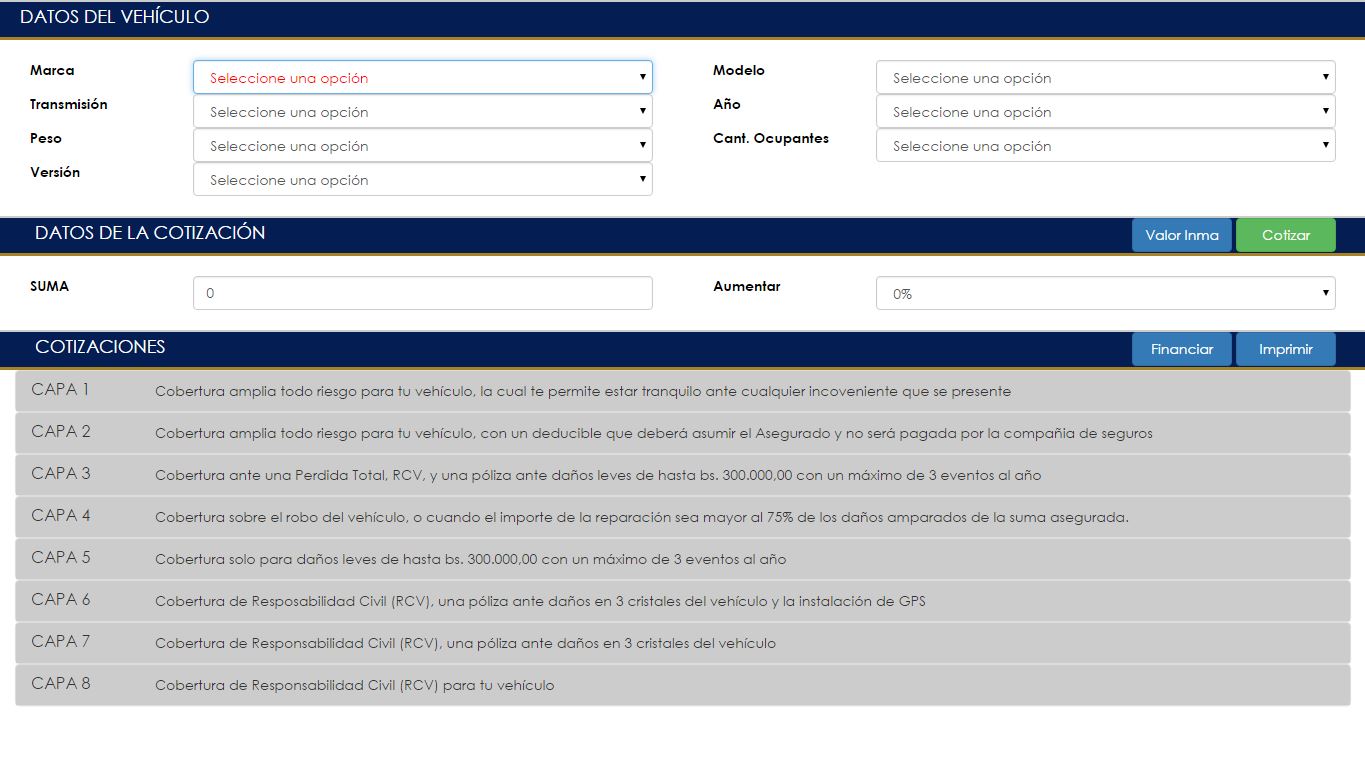 DATOS DEL VEHÍCULO
Marca Seleccione una opción Modelo Seleccione una opción
Transmisión Seleccione una opción Año Seleccione una opción
Peso Seleccione una opción Cant. Ocupantes Seleccione una opción
Versión Seleccione una opción
DATOS DE LA COTIZACIÓN Valor Inma Cotizar
SUMA 0 Aumentar 0%
COTIZACIONES Financiar Imprimir
CAPA 1 Cobertura amplia todo riesgo para tu vehículo, la cual te permite estar tranquilo ante cualquier incoveniente que se presente
CAPA 2 Cobertura amplia todo riesgo para tu vehículo, con un deducible que deberá asumir el Asegurado y no será pagada por la compañia de seguros
CAPA 3 Cobertura ante una Perdida Total, RCV, y una póliza ante daños leves de hasta bs. 300.000,00 con un máximo de 3 eventos al año
CAPA 4 Cobertura sobre el robo del vehículo, o cuando el importe de la reparación sea mayor al 75% de los daños amparados de la suma asegurada.
CAPA 5 Cobertura solo para daños leves de hasta bs. 300.000,00 con un máximo de 3 eventos al año
CAPA 6 Cobertura de Resposabilidad Civil (RCV), una póliza ante daños en 3 cristales del vehículo y la instalación de GPS
CAPA 7 Cobertura de Responsabilidad Civil (RCV), una póliza ante daños en 3 cristales del vehículo
CAPA 8 Cobertura de Responsabilidad Civil (RCV) para tu vehículo